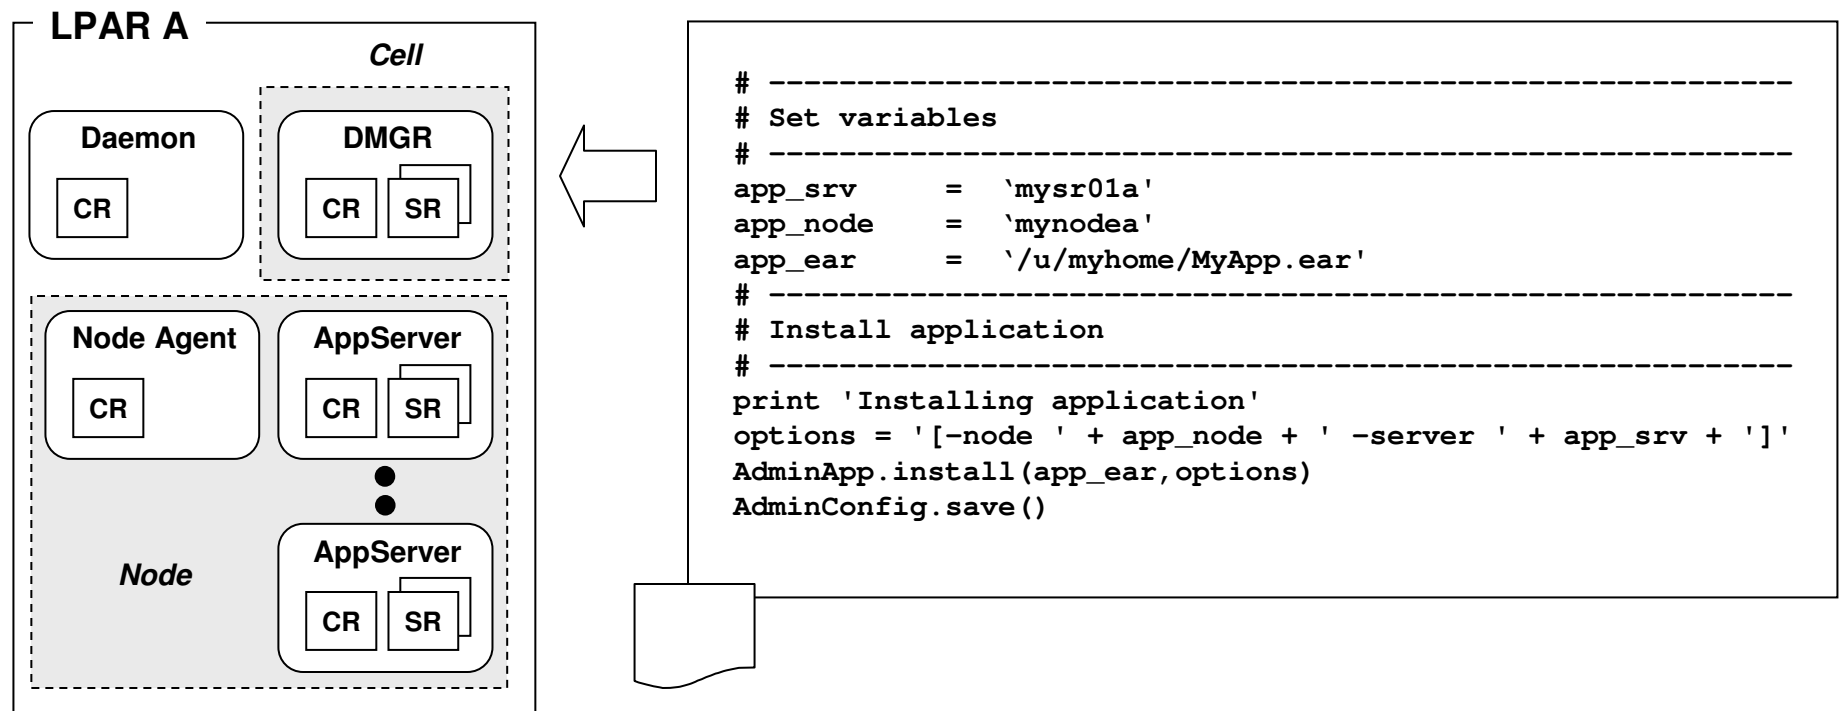 LPAR A
Cell
Daemon
CR
DMGR
CR SR
Node Agent
CR
AppServer
CR SR
AppServer
CR SR
Node
# ----------------------------------------------------------
# Set variables
# ----------------------------------------------------------
app_srv     =  `mysr01a'
app_node    =  `mynodea'
app_ear     =  `/u/myhome/MyApp.ear'
# ----------------------------------------------------------
# Install application
# ----------------------------------------------------------
print 'Installing application'
options = '[-node ' + app_node + ' -server ' + app_srv + ']'
AdminApp.install(app_ear,options)
AdminConfig.save()